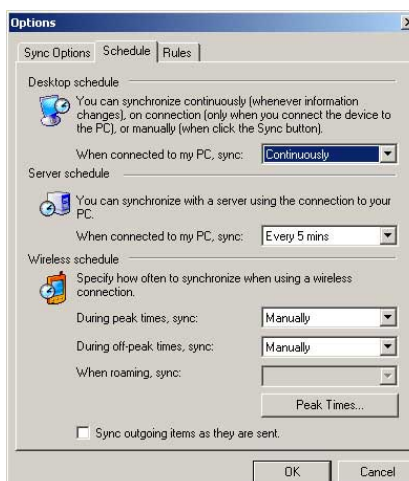 Options
Sync Options Schedule Rules
Desktop schedule
You can synchronize continuously (whenever information
changes), on connection (only when you connect the device to
the PC), or manually (when click the Sync button).
When connected to my PC, sync: Continuously
Server schedule
You can synchronize with a server using the connection to your
PC.
When connected to my PC, sync: Every 5 mins
Wireless schedule
Specify how often to synchronize when using a wireless
connection.
During peak times, sync: Manually
During off-peak times, sync: Manually
When roaming, sync:
Peak Times...
Sync outgoing items as they are sent.
OK Cancel